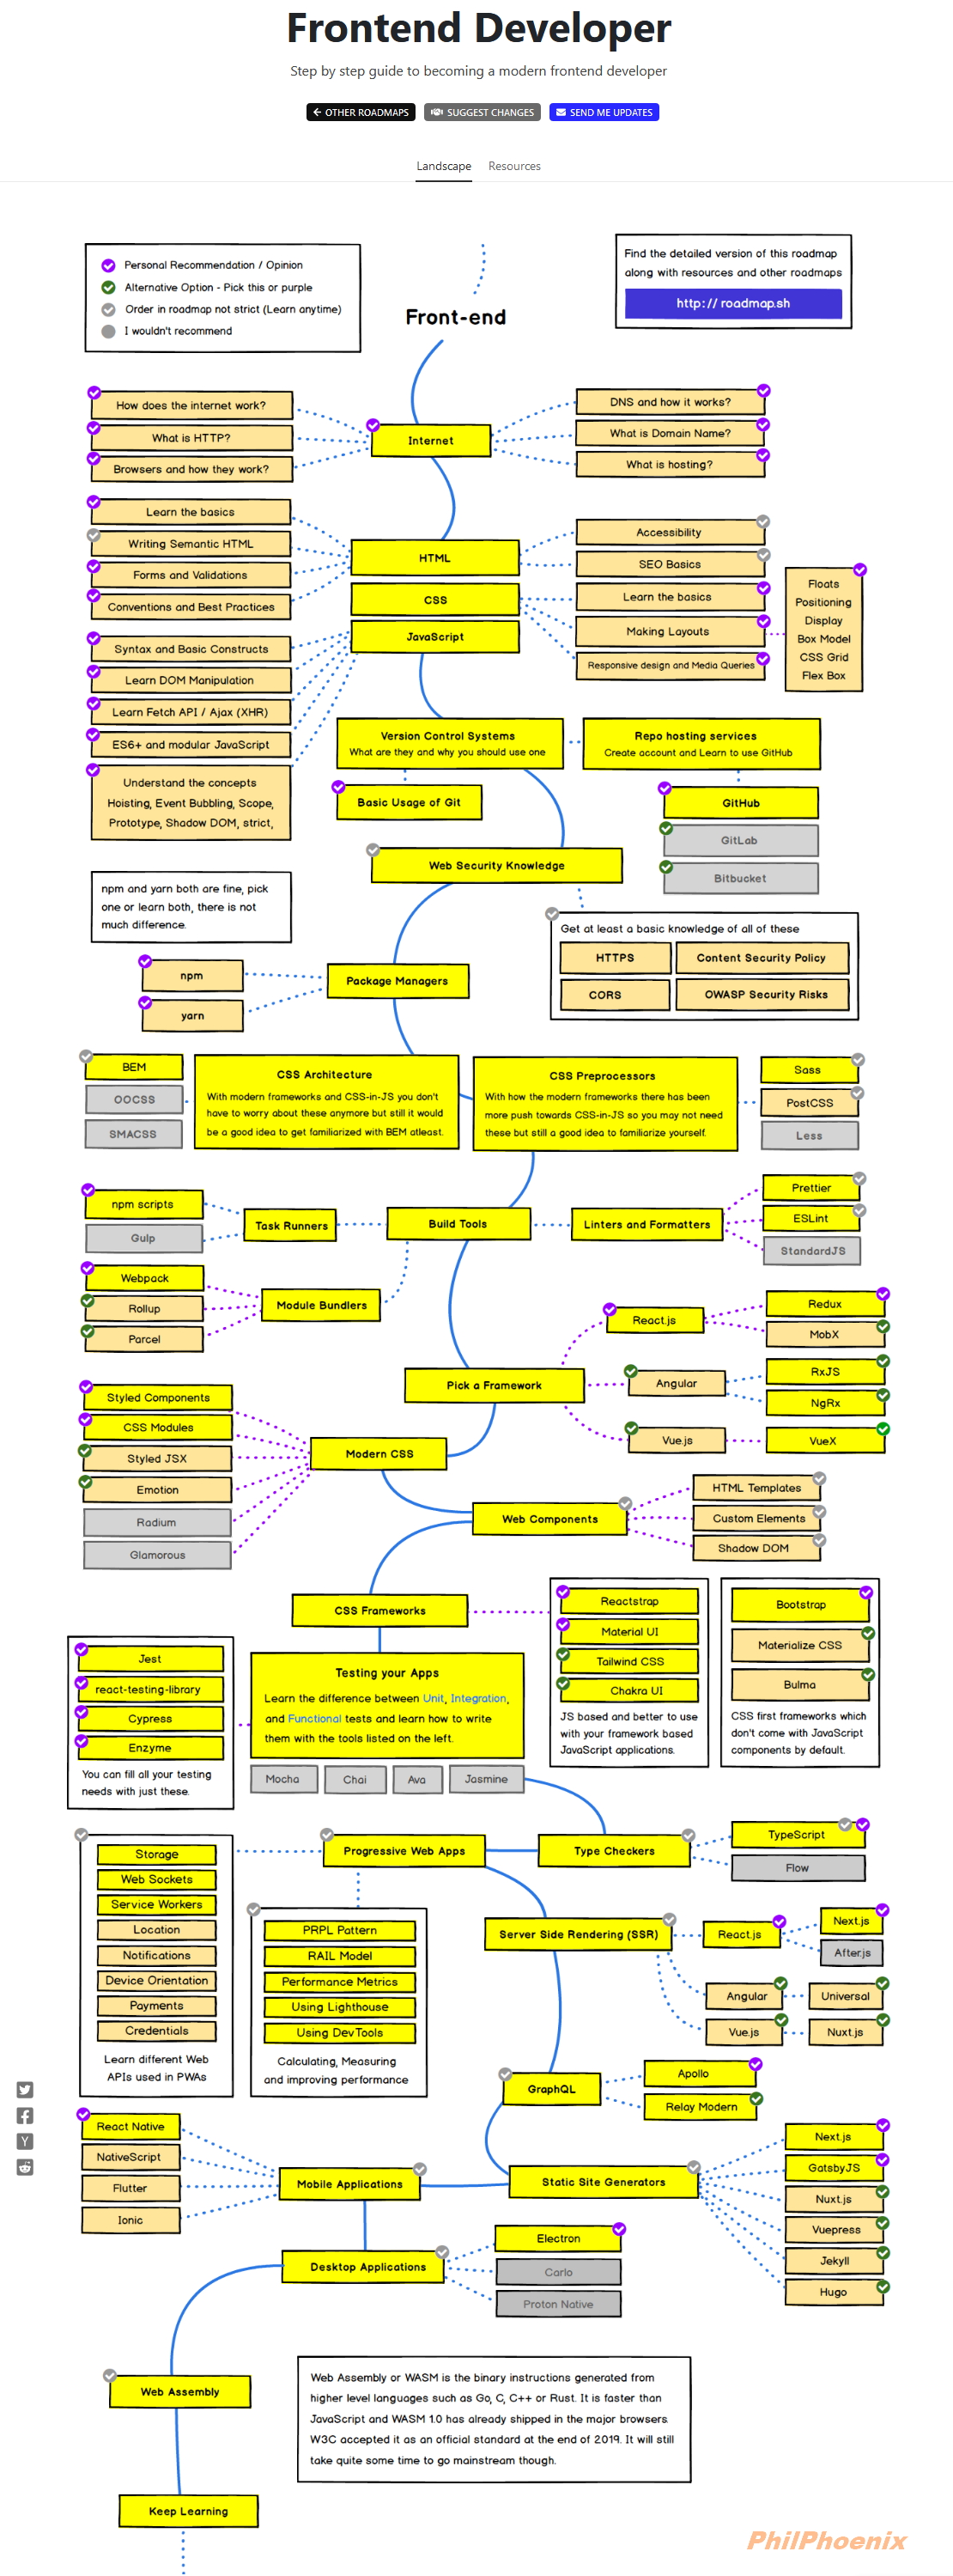 Frontend Developer
Step by step guide to becoming a modern frontend developer
OTHER ROADMAPS
SUGGEST CHANGES
SEND ME UPDATES
Landscape
Resources
Personal Recommendation / Opinion
Alternative Option - Pick this or purple
Order in roadmap not strict (Learn anytime)
I wouldn't recommend
Find the detailed version of this roadmap
along with resources and other roadmaps
http://roadmap.sh
Front-end
How does the internet work?
What is HTTP?
Browsers and how they work?
Internet
DNS and how it works?
What is Domain Name?
What is hosting?
Learn the basics
Writing Semantic HTML
Forms and Validations
Conventions and Best Practices
HTML
CSS
JavaScript
Accessibility
SEO Basics
Learn the basics
Making Layouts
Responsive design and Media Queries
Floats
Positioning
Display
Box Model
CSS Grid
Flex Box
Syntax and Basic Constructs
Learn DOM Manipulation
Learn Fetch API / Ajax (XHR)
ES6+ and modular JavaScript
Understand the concepts
Hoisting, Event Bubbling, Scope,
Prototype, Shadow DOM, strict,
Version Control Systems
What are they and why you should use one
Repo hosting services
Create account and Learn to use GitHub
Basic Usage of Git
GitHub
GitLab
Bitbucket
Web Security Knowledge
npm and yarn both are fine, pick
one or learn both, there is not
much difference.
Get at least a basic knowledge of all of these
HTTPS
Content Security Policy
CORS
OWASP Security Risks
npm
yarn
Package Managers
BEM
OOCSS
SMACSS
CSS Architecture
With modern frameworks and CSS-in-JS you don't
have to worry about these anymore but still it would
be a good idea to get familiarized with BEM atleast.
CSS Preprocessors
With how the modern frameworks there has been
more push towards CSS-in-JS so you may not need
these but still a good idea to familiarize yourself.
Sass
PostCSS
Less
npm scripts
Gulp
Task Runners
Build Tools
Linters and Formatters
Prettier
ESLint
StandardJS
Webpack
Rollup
Parcel
Module Bundlers
React.js
Redux
MobX
Pick a Framework
Angular
RxJS
NgRx
Vue.js
VueX
Styled Components
CSS Modules
Styled JSX
Emotion
Radium
Glamorous
Modern CSS
Web Components
HTML Templates
Custom Elements
Shadow DOM
CSS Frameworks
Reactstrap
Material UI
Tailwind CSS
Chakra UI
JS based and better to use
with your framework based
JavaScript applications.
Bootstrap
Materialize CSS
Bulma
CSS first frameworks which
don't come with JavaScript
components by default.
Jest
react-testing-library
Cypress
Enzyme
You can fill all your testing
needs with just these.
Testing your Apps
Learn the difference between Unit, Integration,
and Functional tests and learn how to write
them with the tools listed on the left.
Mocha
Chai
Ava
Jasmine
Progressive Web Apps
Type Checkers
TypeScript
Flow
Storage
Web Sockets
Service Workers
Location
Notifications
Device Orientation
Payments
Credentials
Learn different Web
APIs used in PWAs
PRPL Pattern
RAIL Model
Performance Metrics
Using Lighthouse
Using DevTools
Calculating, Measuring
and improving performance
Server Side Rendering (SSR)
React.js
Next.js
After.js
Angular
Universal
Vue.js
Nuxt.js
GraphQL
Apollo
Relay Modern
React Native
NativeScript
Flutter
Ionic
Mobile Applications
Static Site Generators
Next.js
GatsbyJS
Nuxt.js
Vuepress
Jekyll
Hugo
Desktop Applications
Electron
Carlo
Proton Native
Web Assembly
Web Assembly or WASM is the binary instructions generated from
higher level languages such as Go, C, C++ or Rust. It is faster than
JavaScript and WASM 1.0 has already shipped in the major browsers.
W3C accepted it as an official standard at the end of 2019. It will still
take quite some time to go mainstream though.
Keep Learning
PhilPhoenix